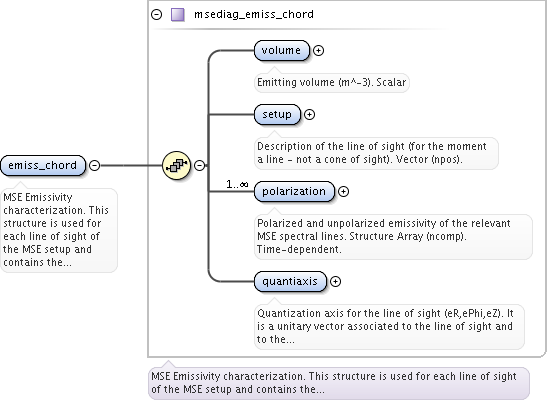 msediag_emiss_chord
volume
Emitting volume (m^-3). Scalar
setup
Description of the line of sight (for the moment
a line - not a cone of sight). Vector (npos).
emiss_chord
MSE Emissivity
characterization. This
structure is used for
each line of sight of
the MSE setup and
contains the...
1..∞
polarization
Polarized and unpolarized emissivity of the relevant
MSE spectral lines. Structure Array (ncomp).
Time-dependent.
quantiaxis
Quantization axis for the line of sight (eR,ePhi,eZ). It
is a unitary vector associated to the line of sight and
to the...
MSE Emissivity characterization. This structure is used for each line of sight
of the MSE setup and contains the...